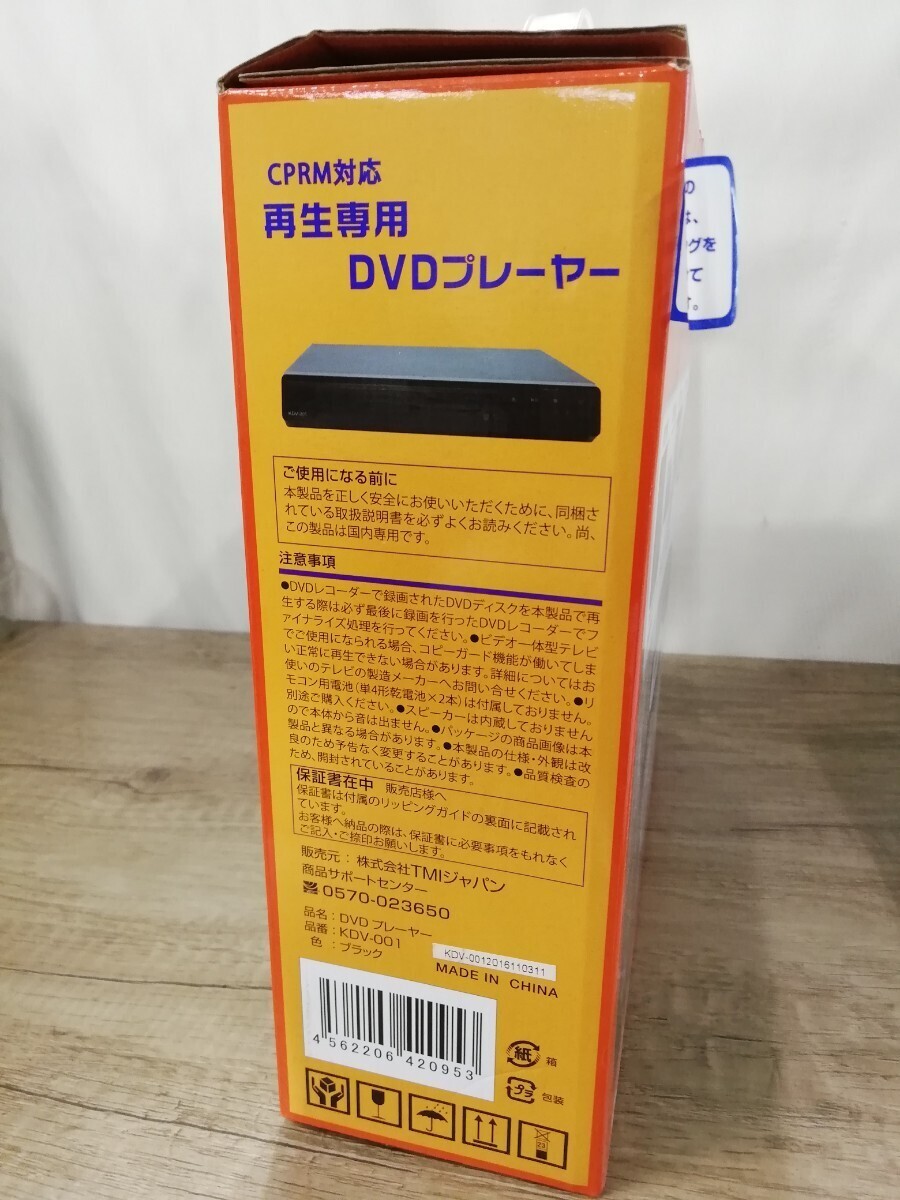 CPRM対応
再生専用
DVDプレーヤー
KDV-001
ご使用になる前に
本製品を正しく安全にお使いいただくために、同梱さ
れている取扱説明書を必ずよくお読みください。尚、
この製品は国内専用です。
注意事項
●DVDレコーダーで録画されたDVDディスクを本製品で再
生する際は必ず最後に録画を行ったDVDレコーダーでフ
ァイナライズ処理を行ってください。●ビデオ一体型テレビ
でご使用になられる場合、コピーガード機能が働いてしま
い正常に再生できない場合があります。詳細についてはお
使いのテレビの製造メーカーへお問い合せください。●リ
モコン用電池（単4形乾電池×2本）は付属しておりません。
別途ご購入ください。●スピーカーは内蔵しておりません
ので本体から音は出ません。●パッケージの商品画像は本
製品と異なる場合があります。●本製品の仕様・外観は改
良のため予告なく変更することがあります。●品質検査の
ため、開封されていることがあります。
保証書在中 販売店様へ
保証書は付属のリッピングガイドの裏面に記載され
ています。
お客様へ納品の際は、保証書に必要事項をもれなく
ご記入・ご捺印お願いします。
販売元：株式会社TMIジャパン
商品サポートセンター
0570-023650
品名：DVD プレーヤー
品番：KDV-001
色：ブラック
KDV-0012016110311
MADE IN CHINA
4 562206 420953
紙 箱
プラ 包装
の
は、
グを
て
。